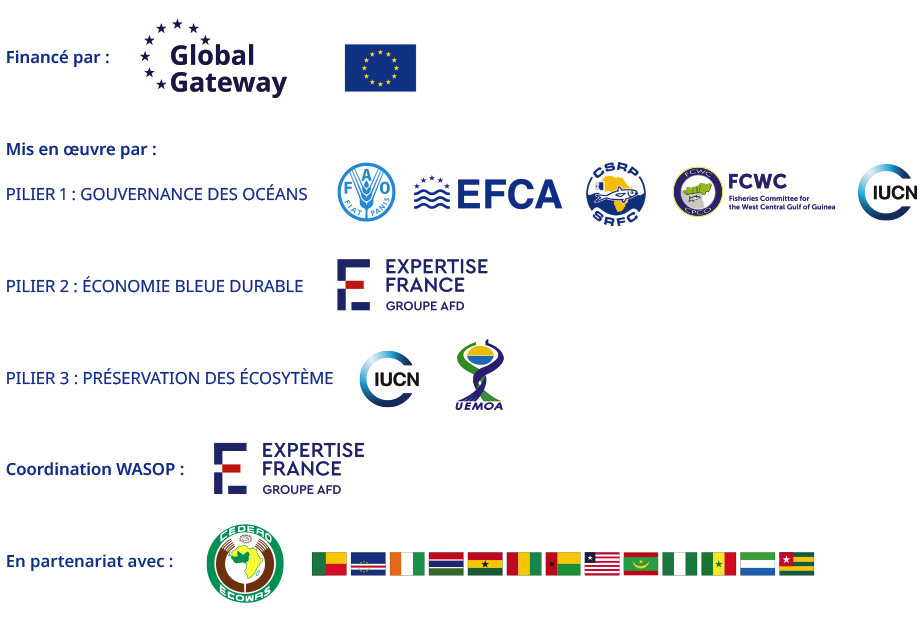 Financé par :
Global
Gateway
Mis en œuvre par :
PILIER 1 : GOUVERNANCE DES OCÉANS
FAO
FIAT PANIS
EFCA
CSRP
SRFC
FCWC
CPCO
FCWC
Fisheries Committee for
the West Central Gulf of Guinea
IUCN
PILIER 2 : ÉCONOMIE BLEUE DURABLE
EXPERTISE
FRANCE
GROUPE AFD
PILIER 3 : PRÉSERVATION DES ÉCOSYTÈME
IUCN
UEMOA
Coordination WASOP :
EXPERTISE
FRANCE
GROUPE AFD
En partenariat avec :
CEDEAO
ECOWAS